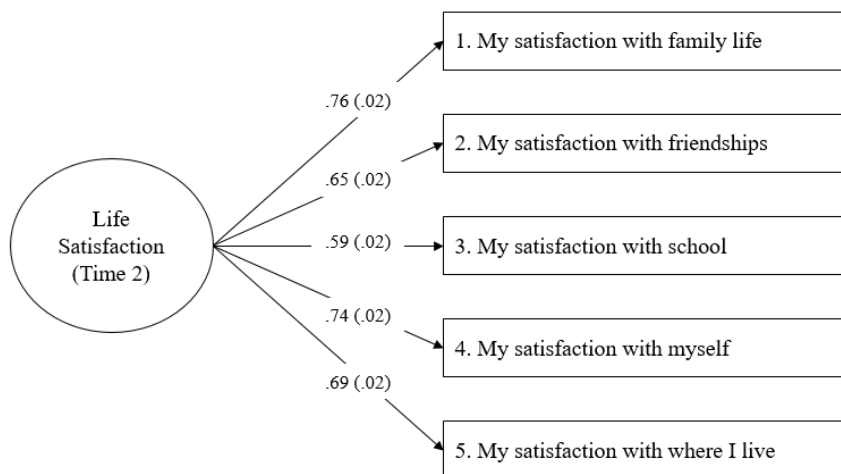 1. My satisfaction with family life
.76 (.02)
2. My satisfaction with friendships
.65 (.02)
Life
Satisfaction
(Time 2)
.59 (.02)
3. My satisfaction with school
.74 (.02)
4. My satisfaction with myself
.69 (.02)
5. My satisfaction with where I live